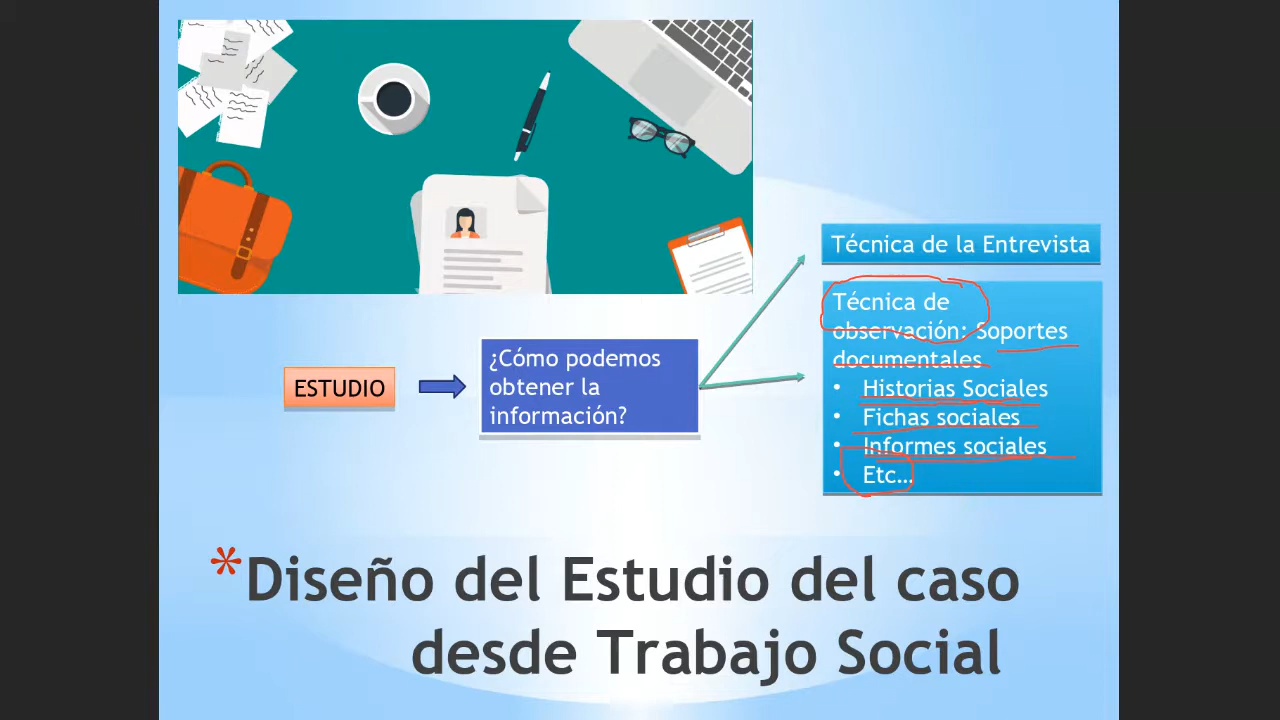 Técnica de la Entrevista
Técnica de
observación: Soportes
documentales
• Historias Sociales
• Fichas sociales
• Informes sociales
• Etc…
ESTUDIO
¿Cómo podemos
obtener la
información?
*Diseño del Estudio del caso
desde Trabajo Social